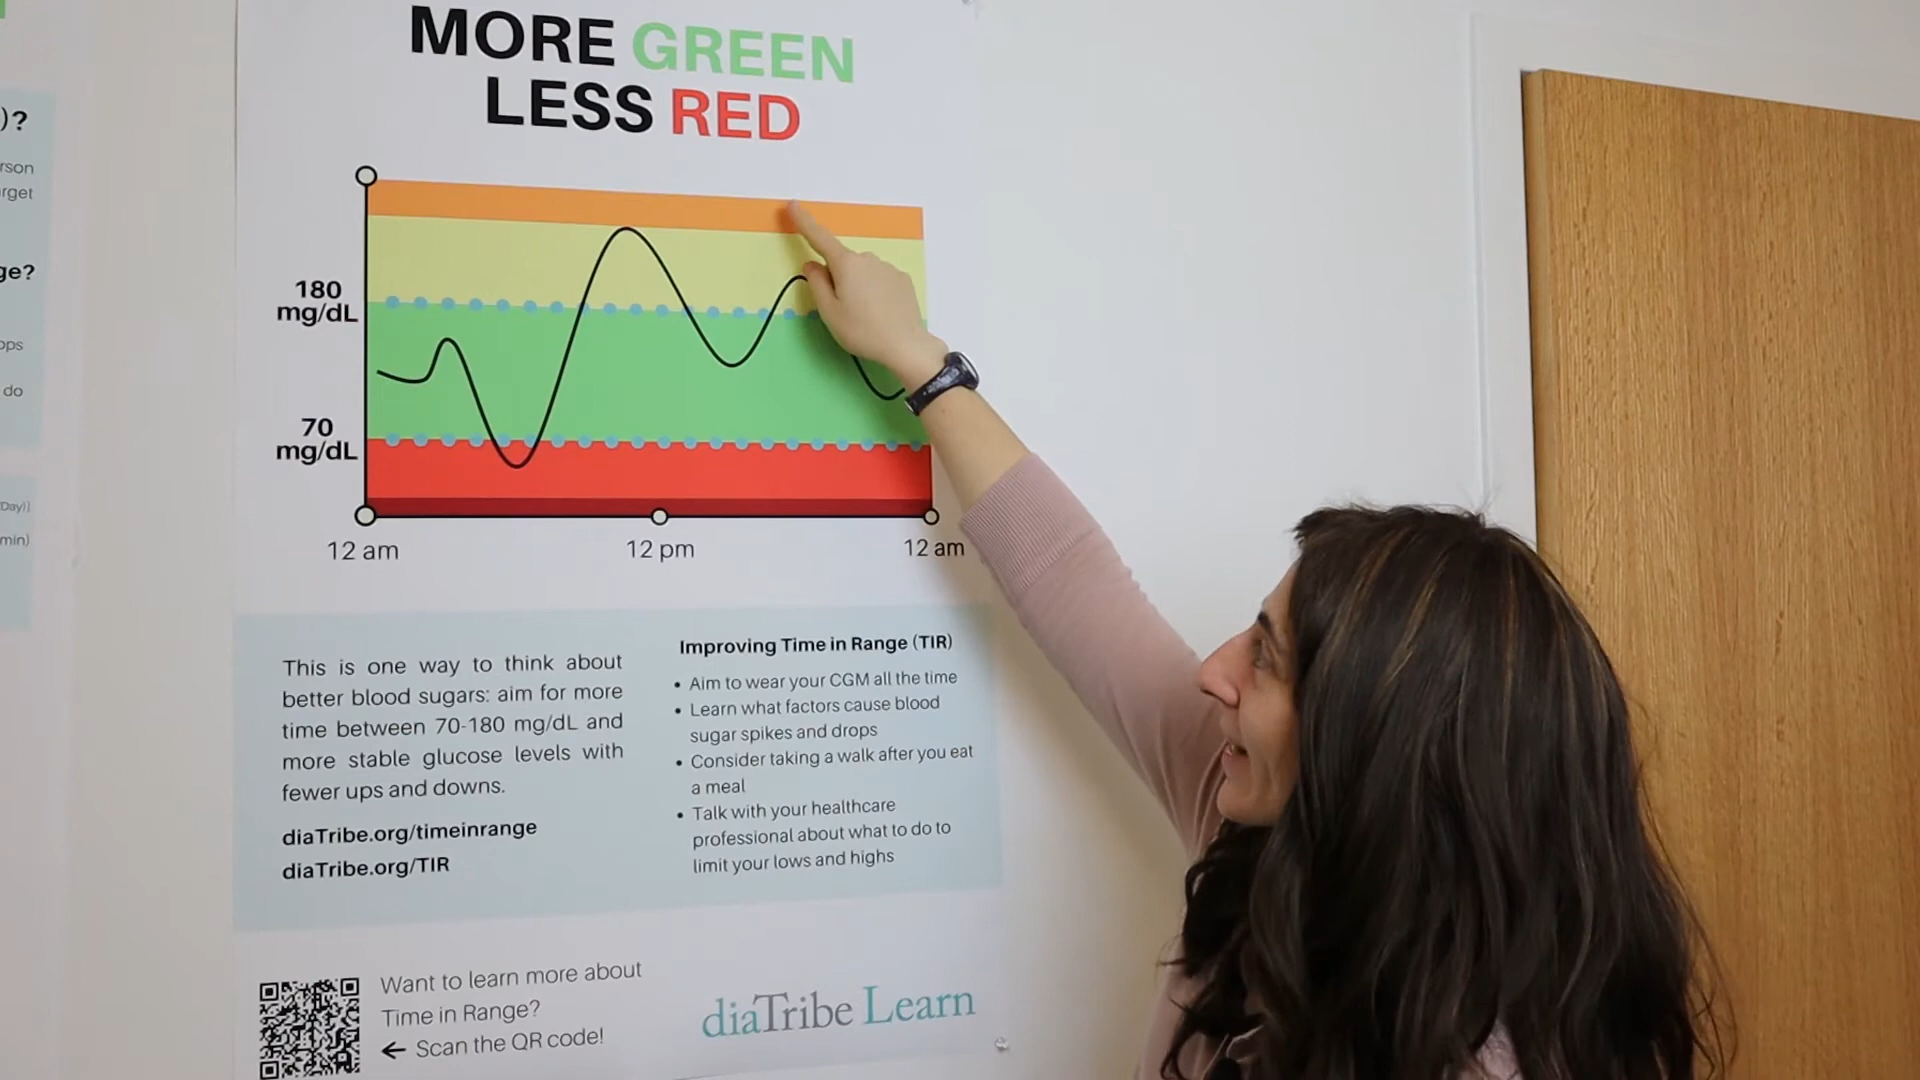 )?
rson
rget
ge?
ops
do
Day)]
min)
MORE GREEN
LESS RED
180
mg/dL
70
mg/dL
12 am
12 pm
12 am
This is one way to think about
better blood sugars: aim for more
time between 70-180 mg/dL and
more stable glucose levels with
fewer ups and downs.
diaTribe.org/timeinrange
diaTribe.org/TIR
Improving Time in Range (TIR)
• Aim to wear your CGM all the time
• Learn what factors cause blood
sugar spikes and drops
• Consider taking a walk after you eat
a meal
• Talk with your healthcare
professional about what to do to
limit your lows and highs
Want to learn more about
Time in Range?
← Scan the QR code!
diaTribe Learn